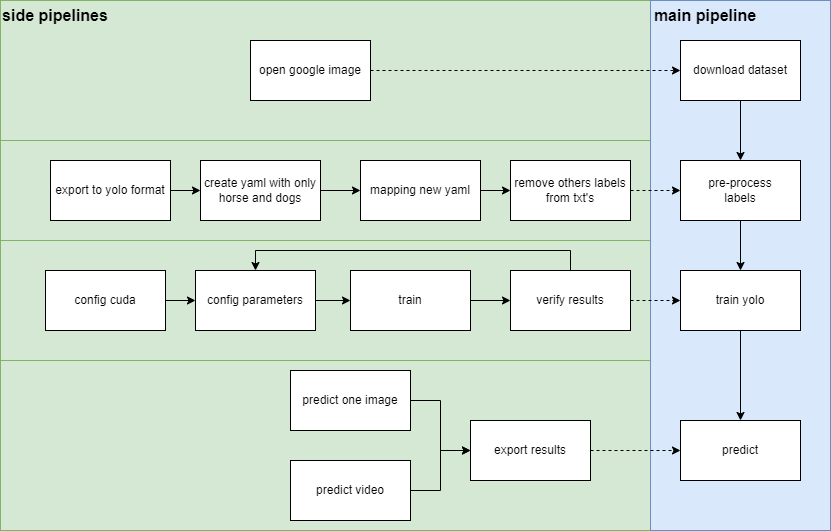 side pipelines
main pipeline
open google image
download dataset
export to yolo format
create yaml with only
horse and dogs
mapping new yaml
remove others labels
from txt's
pre-process
labels
config cuda
config parameters
train
verify results
train yolo
predict one image
export results
predict
predict video